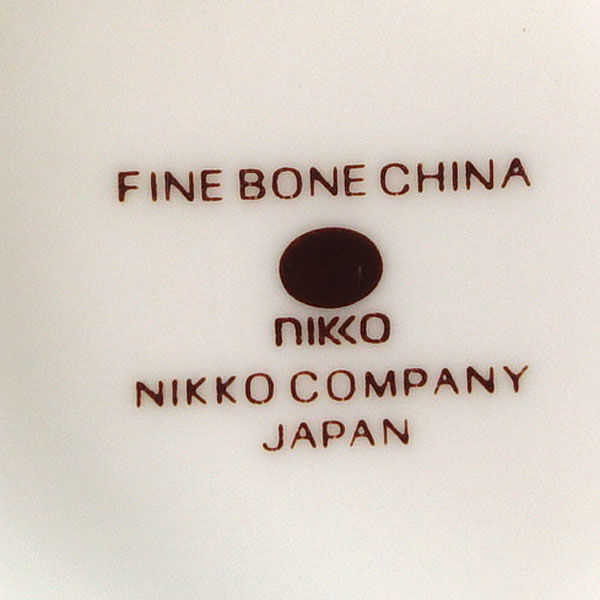 FINE BONE CHINA
nikko
NIKKO COMPANY
JAPAN